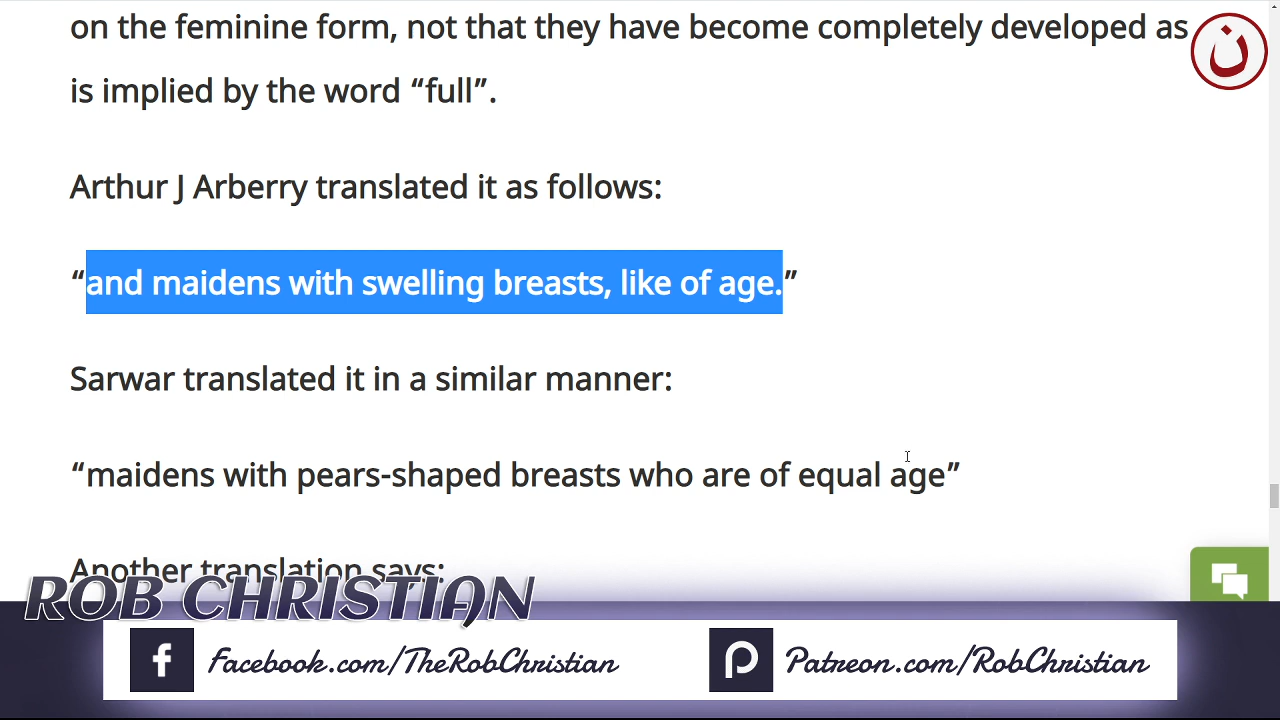 on the feminine form, not that they have become completely developed as
is implied by the word “full”.
Arthur J Arberry translated it as follows:
“and maidens with swelling breasts, like of age.”
Sarwar translated it in a similar manner:
“maidens with pears-shaped breasts who are of equal age”
Another translation says:
ROB CHRISTIAN
Facebook.com/TheRobChristian
Patreon.com/RobChristian
ن